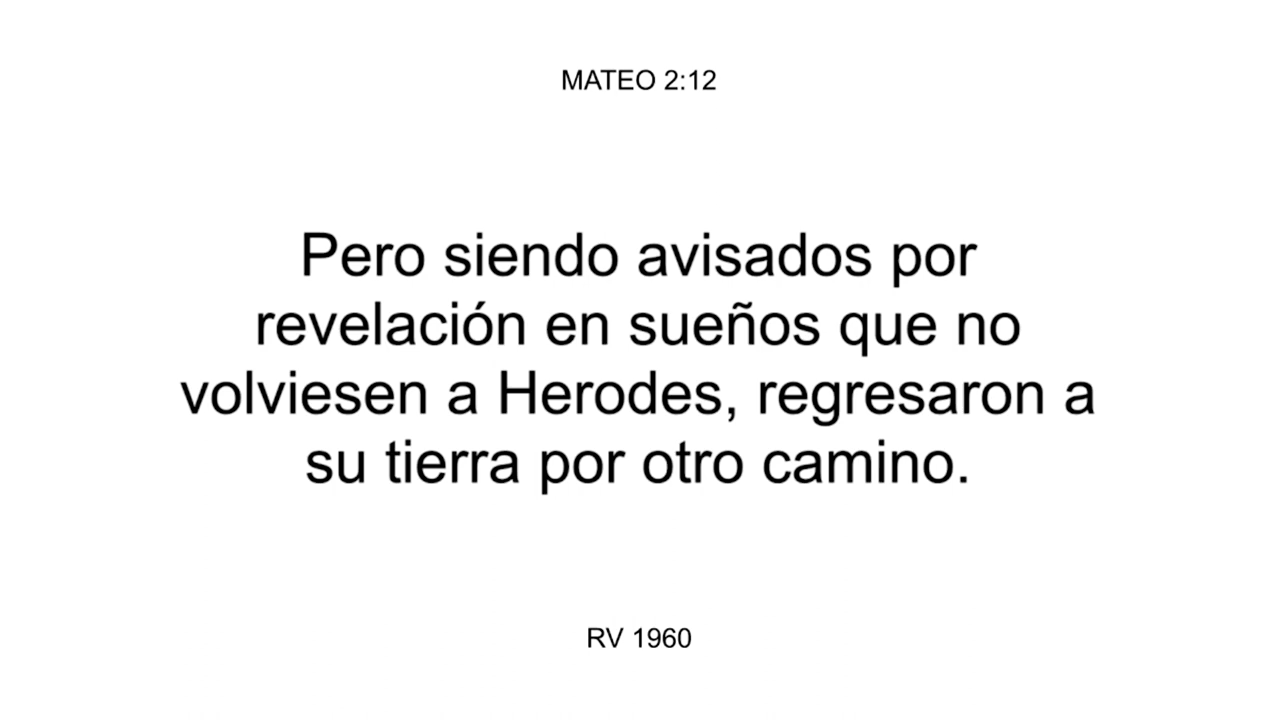 MATEO 2:12
Pero siendo avisados por
revelación en sueños que no
volviesen a Herodes, regresaron a
su tierra por otro camino.
RV 1960